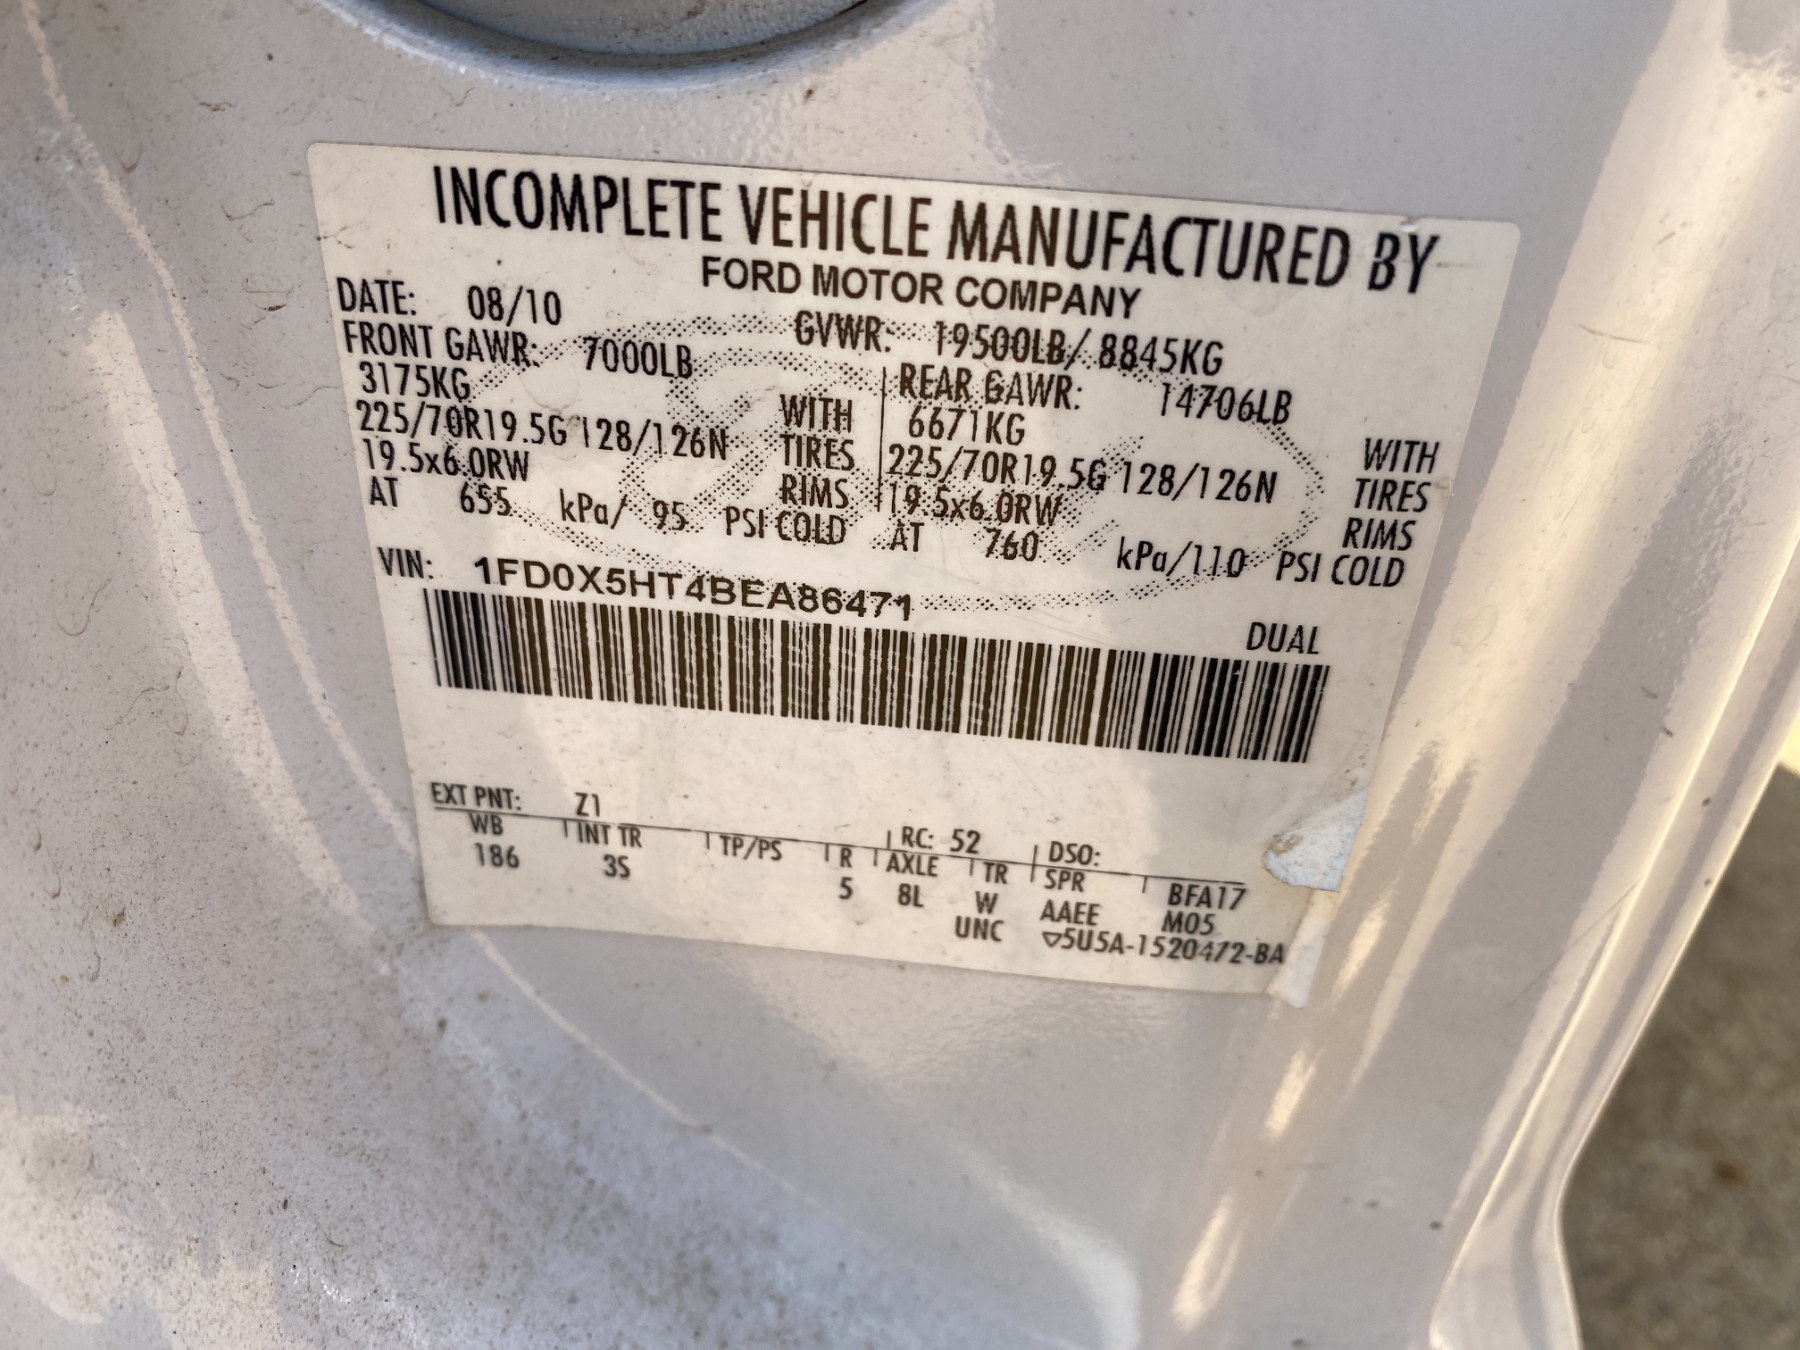 INCOMPLETE VEHICLE MANUFACTURED BY
FORD MOTOR COMPANY
DATE: 08/10 GVWR: 19500LB/ 8845KG
FRONT GAWR: 7000LB REAR GAWR: 14706LB
3175KG WITH 6671KG WITH
225/70R19.5G 128/126N TIRES 225/70R19.5G 128/126N TIRES
19.5x6.0RW RIMS 19.5x6.0RW RIMS
AT 655 kPa/ 95 PSI COLD AT 760 kPa/110 PSI COLD
VIN: 1FD0X5HT4BEA86471
DUAL
EXT PNT: Z1 RC: 52 DSO:
WB INT TR TP/PS R AXLE TR SPR BFA17
186 3S 5 8L W AAEE M05
UNC ▽5U5A-1520472-BA